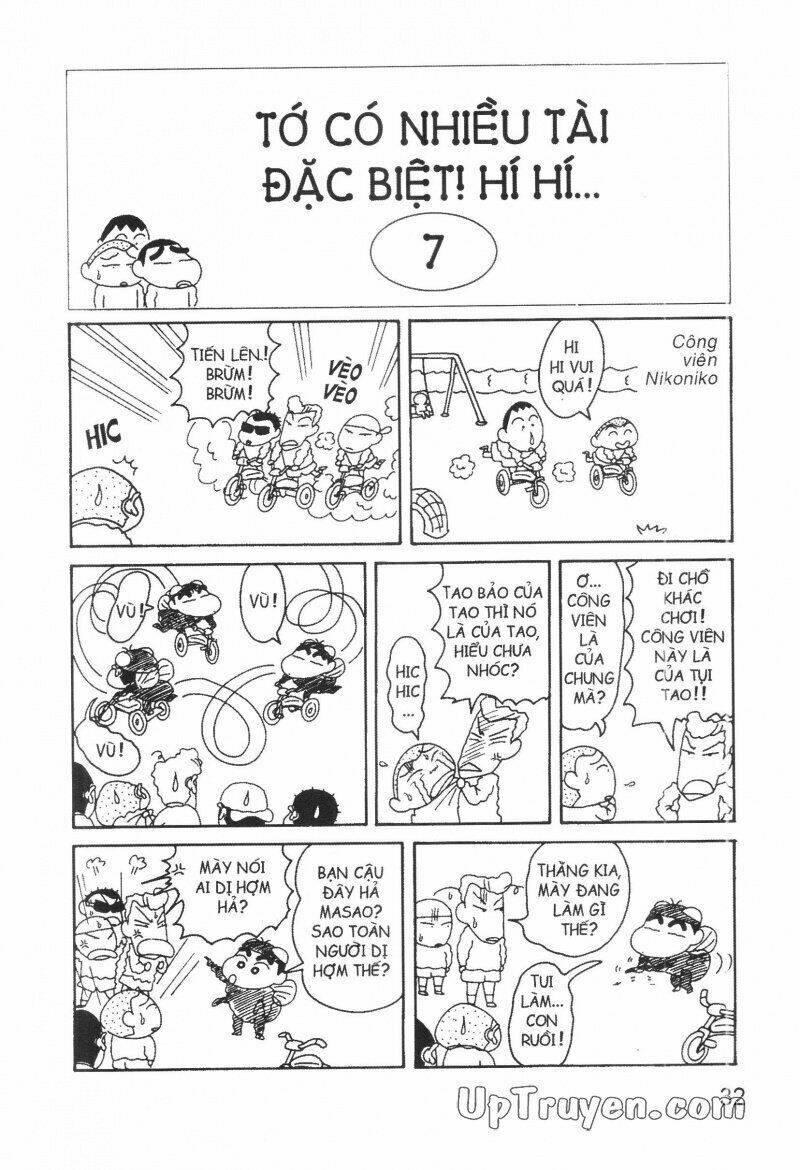 TỚ CÓ NHIỀU TÀI
ĐẶC BIỆT! HÍ HÍ...
7
Công
viên
Nikoniko
HI
HI VUI
QUÁ!
TIẾN LÊN!
BRỪM!
BRỪM!
VÈO
VÈO
HIC
ĐI CHỖ
KHÁC
CHƠI!
CÔNG VIÊN
NÀY LÀ
CỦA TỤI
TAO!!
Ơ...
CÔNG
VIÊN
LÀ
CỦA
CHUNG
MÀ?
TAO BẢO CỦA
TAO THÌ NÓ
LÀ CỦA TAO,
HIỂU CHƯA
NHÓC?
HIC
HIC
...
VÙ!
VÙ!
VÙ!
THẰNG KIA,
MÀY ĐANG
LÀM GÌ
THẾ?
TUI
LÀM...
CON
RUỒI!
BẠN CẬU
ĐÂY HẢ
MASAO?
SAO TOÀN
NGƯỜI DỊ
HỢM THẾ?
MÀY NÓI
AI DỊ HỢM
HẢ?
32
UpTruyen.com